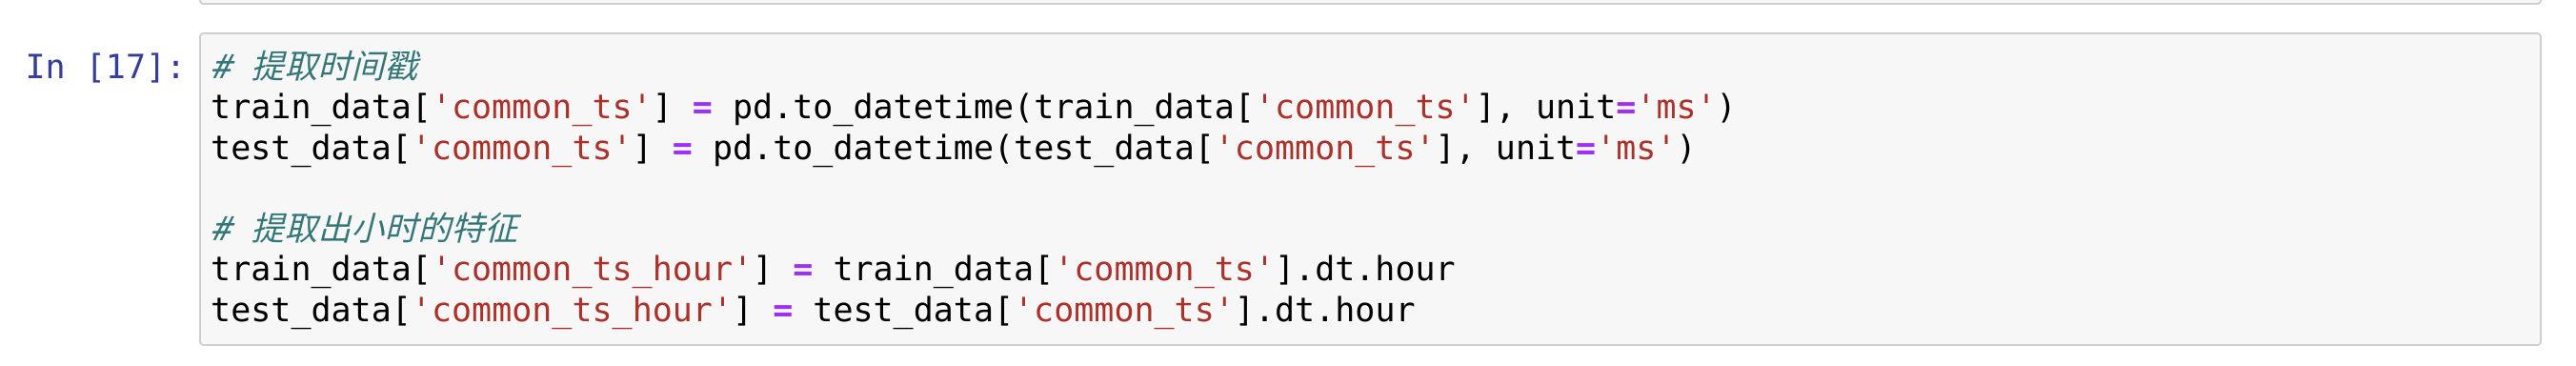 In [17]:
# 提取时间戳
train_data['common_ts'] = pd.to_datetime(train_data['common_ts'], unit='ms')
test_data['common_ts'] = pd.to_datetime(test_data['common_ts'], unit='ms')
# 提取出小时的特征
train_data['common_ts_hour'] = train_data['common_ts'].dt.hour
test_data['common_ts_hour'] = test_data['common_ts'].dt.hour